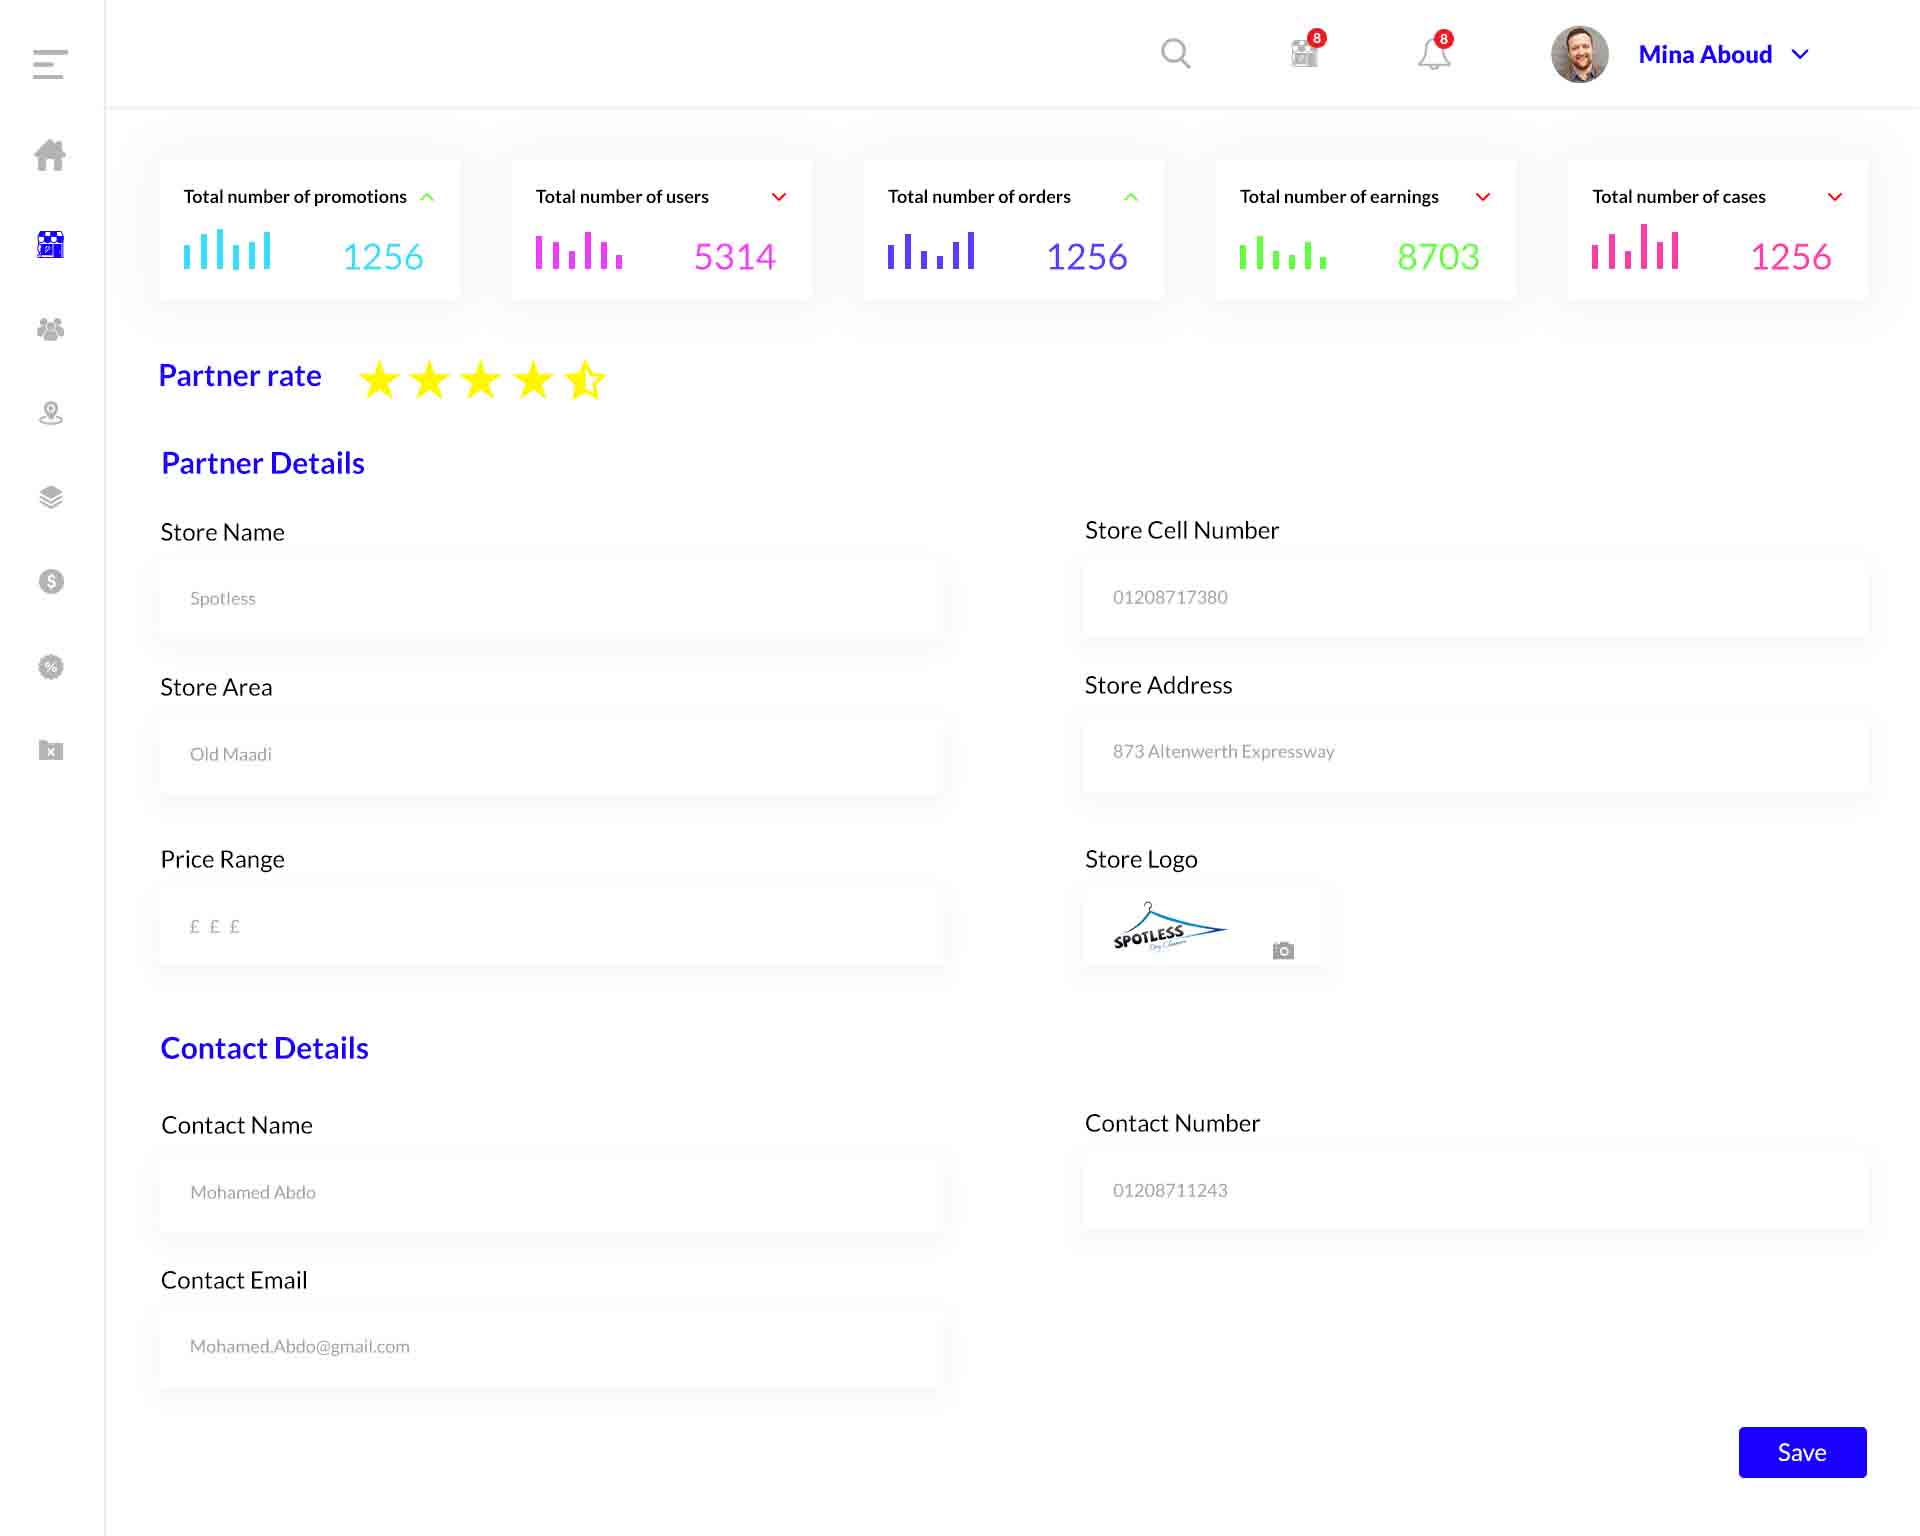 8
8
Mina Aboud
Total number of promotions
1256
Total number of users
5314
Total number of orders
1256
Total number of earnings
8703
Total number of cases
1256
Partner rate
Partner Details
Store Name
Spotless
Store Cell Number
01208717380
Store Area
Old Maadi
Store Address
873 Altenwerth Expressway
Price Range
£ £ £
Store Logo
SPOTLESS
Dry Cleaners
Contact Details
Contact Name
Mohamed Abdo
Contact Number
01208711243
Contact Email
Mohamed.Abdo@gmail.com
Save